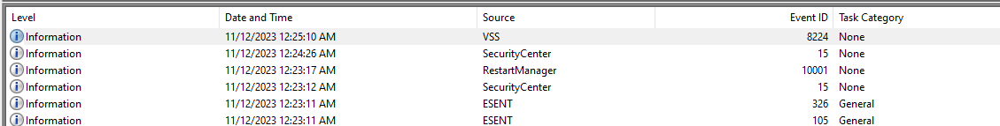 Level Date and Time Source Event ID Task Category
Information 11/12/2023 12:25:10 AM VSS 8224 None
Information 11/12/2023 12:24:26 AM SecurityCenter 15 None
Information 11/12/2023 12:23:17 AM RestartManager 10001 None
Information 11/12/2023 12:23:12 AM SecurityCenter 15 None
Information 11/12/2023 12:23:11 AM ESENT 326 General
Information 11/12/2023 12:23:11 AM ESENT 105 General